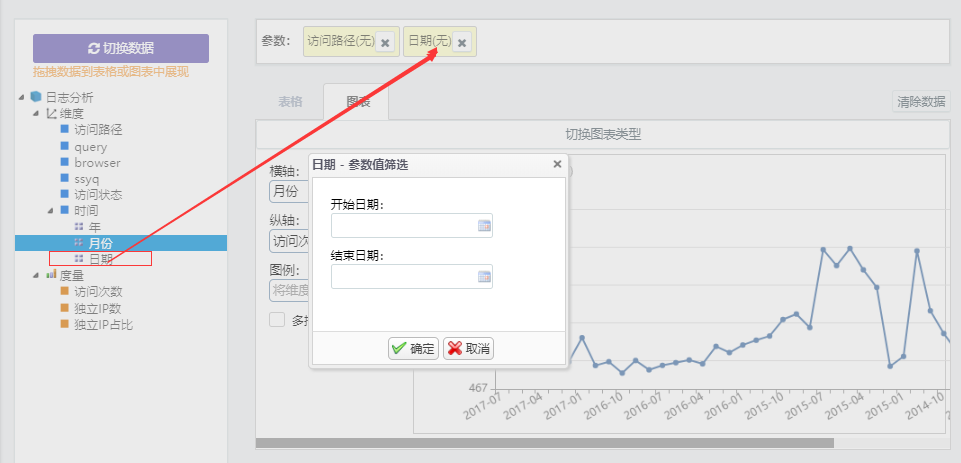 切换数据
拖拽数据到表格或图表中展现
日志分析
维度
访问路径
query
browser
ssyq
访问状态
时间
年
月份
日期
度量
访问次数
独立IP数
独立IP占比
参数: 访问路径(无) 日期(无)
表格 图表 清除数据
切换图表类型
横轴:
月份
纵轴:
访问次
图例:
将维度
多
日期 - 参数值筛选
开始日期:
结束日期:
确定 取消
467
2017-07 2017-04 2017-01 2016-10 2016-07 2016-04 2016-01 2015-10 2015-07 2015-04 2015-01 2014-10